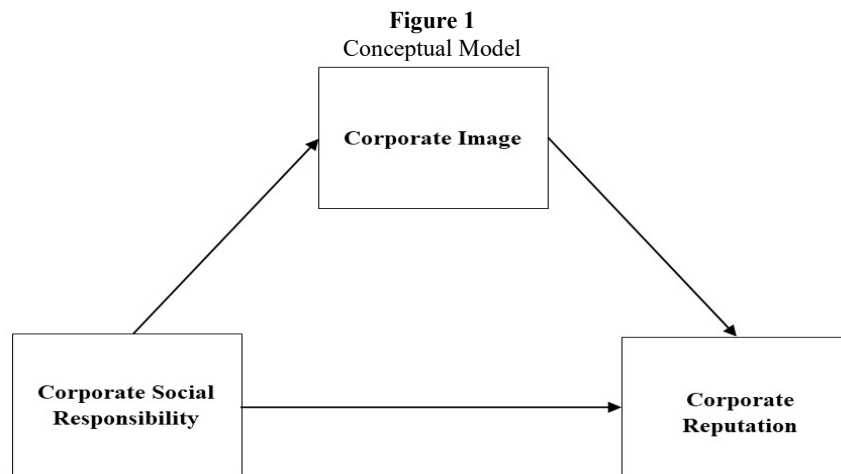 Figure 1
Conceptual Model
Corporate Image
Corporate Social
Responsibility
Corporate
Reputation